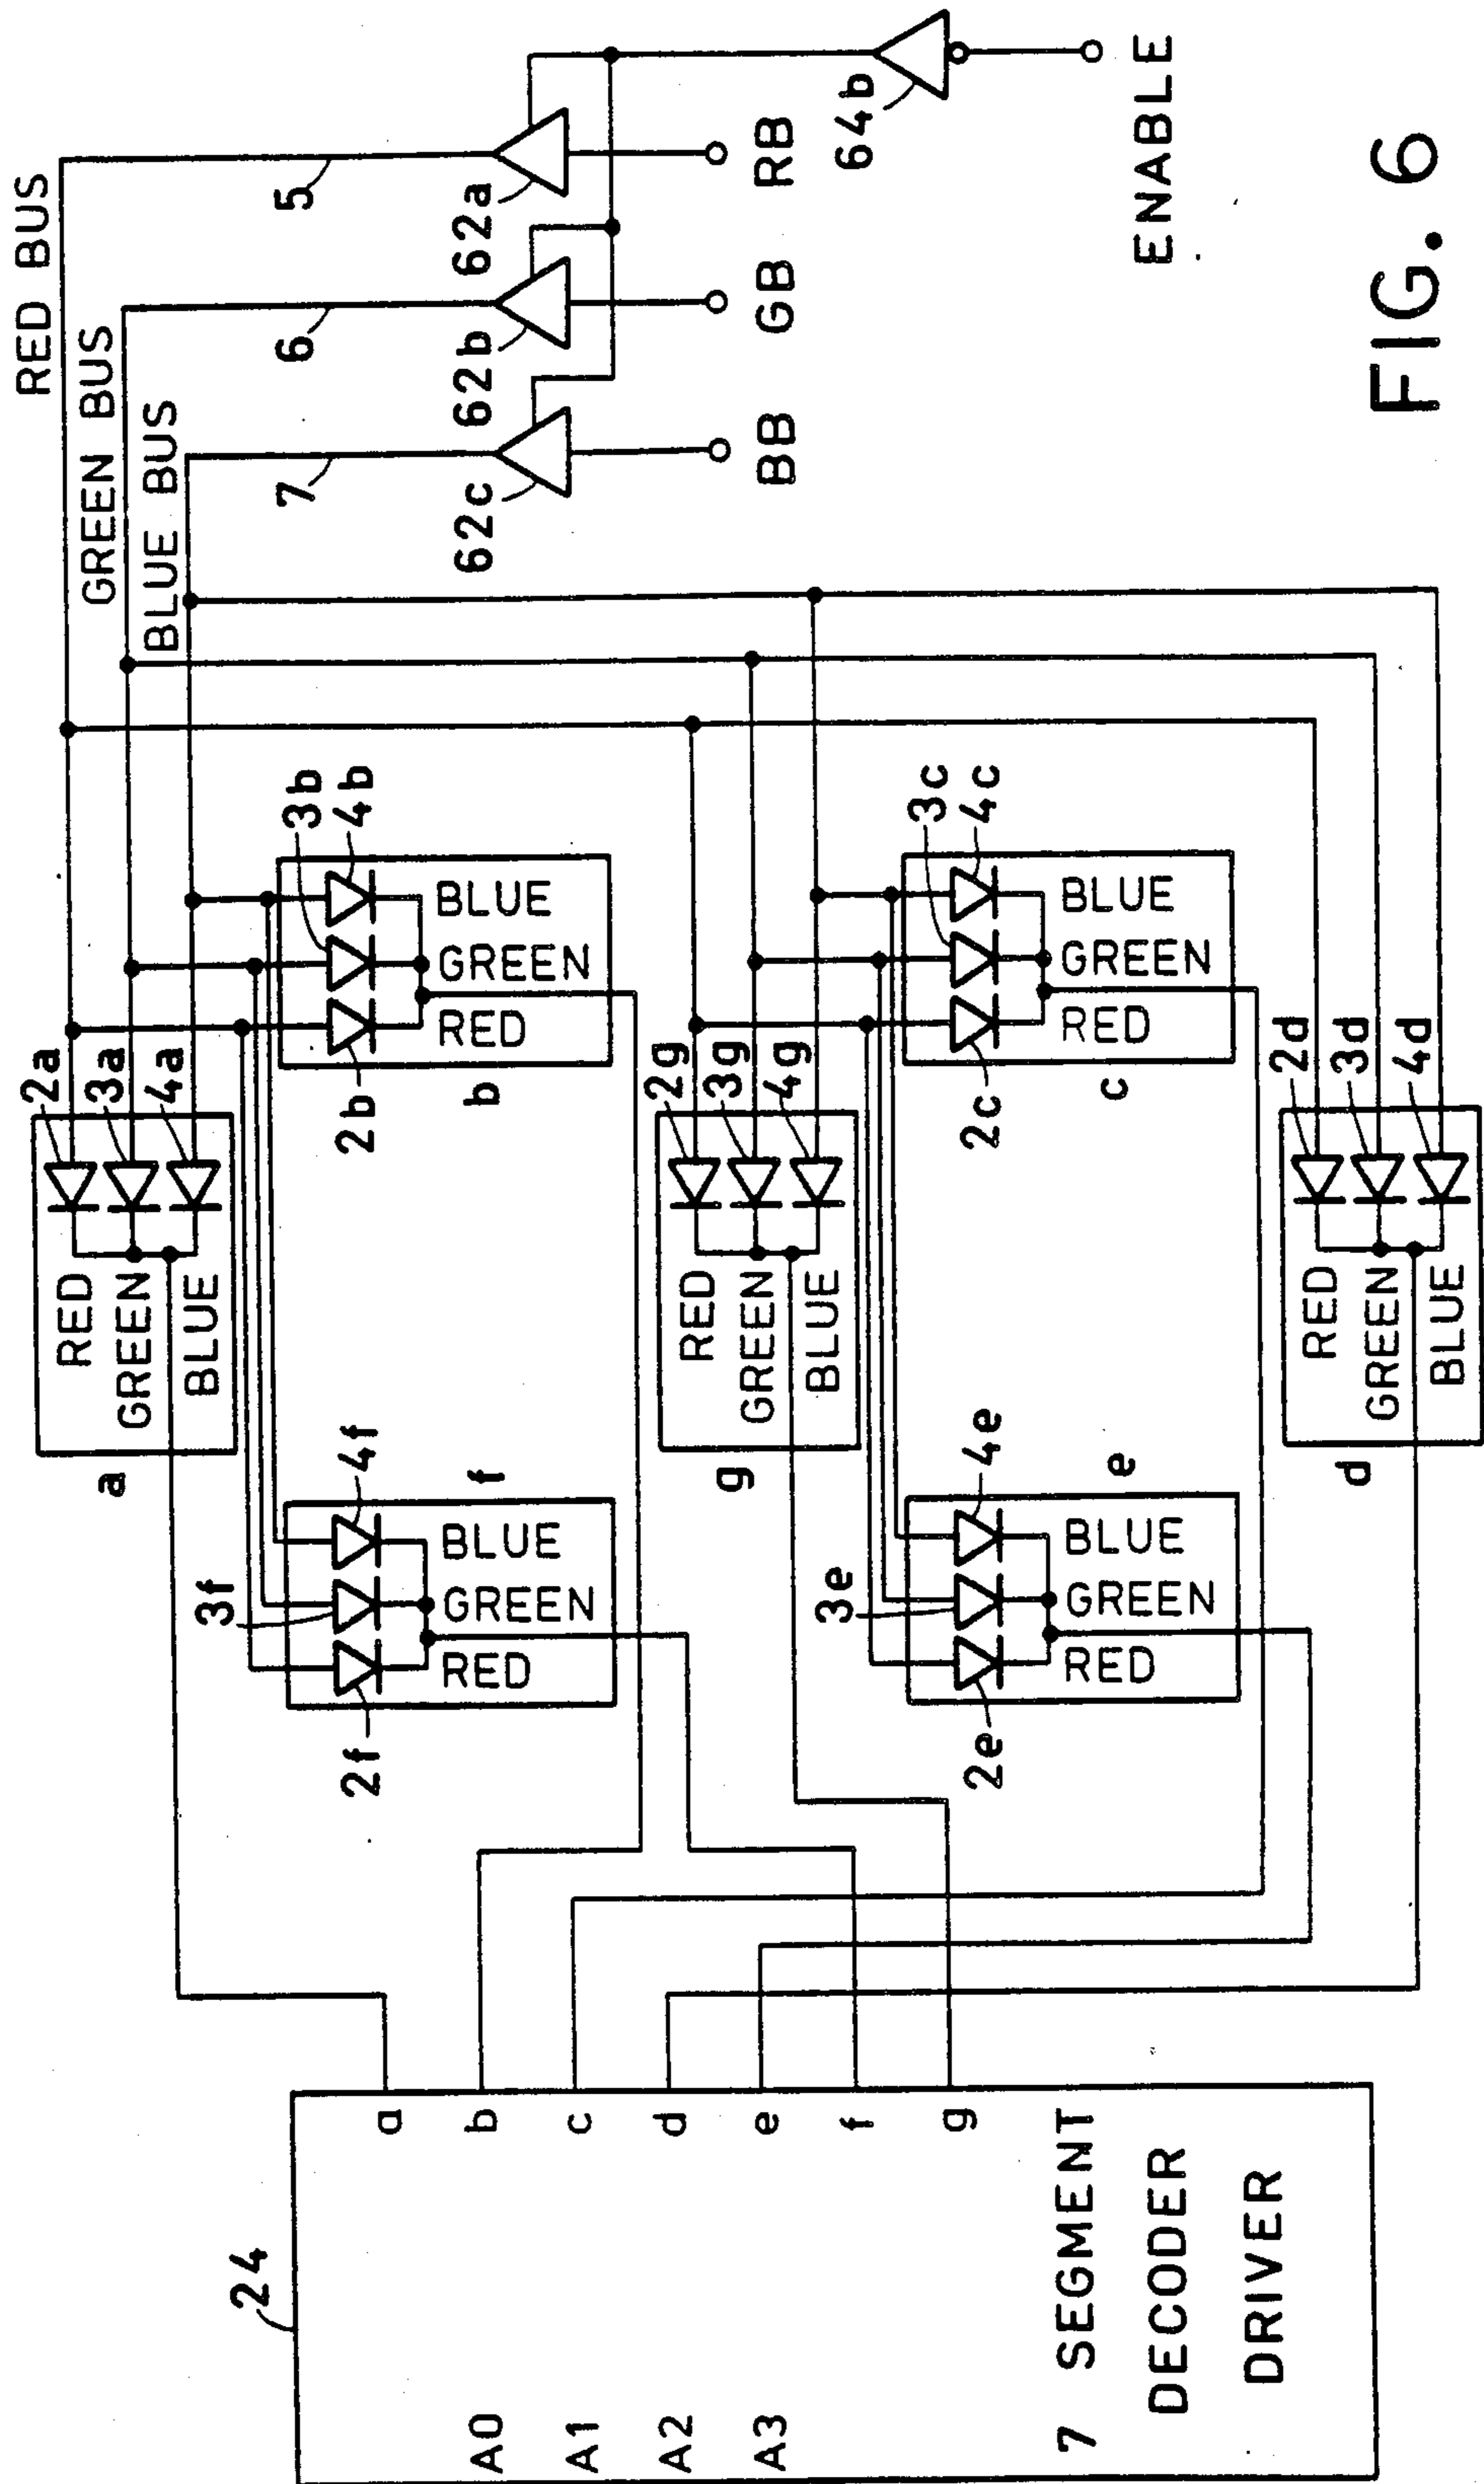 RED BUS
GREEN BUS
BLUE BUS
5
6
7
62a
62b
62c
64b
RB
GB
BB
ENABLE
24
A0
A1
A2
A3
a
b
c
d
e
f
g
7 SEGMENT
DECODER
DRIVER
a
RED
GREEN
BLUE
2a
3a
4a
f
2f
3f
4f
RED
GREEN
BLUE
b
2b
3b
4b
RED
GREEN
BLUE
g
RED
GREEN
BLUE
2g
3g
4g
e
2e
3e
4e
RED
GREEN
BLUE
c
2c
3c
4c
RED
GREEN
BLUE
d
RED
GREEN
BLUE
2d
3d
4d
FIG. 6